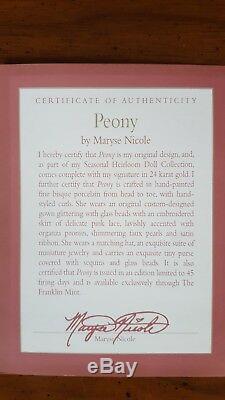 CERTIFICATE OF AUTHENTICITY
Peony
by Maryse Nicole
I hereby certify that Peony is my original design, and,
as part of my Seasonal Heirloom Doll Collection,
comes complete with my signature in 24 karat gold. I
further certify that Peony is crafted in hand-painted
fine bisque porcelain from head to toe, with hand-
styled curls. She wears an original custom-designed
gown glittering with glass beads with an embroidered
skirt of delicate pink lace, lavishly accented with
organza peonies, shimmering faux pearls and satin
ribbon. She wears a matching hat, an exquisite suite of
miniature jewelry and carries an exquisite tiny purse
covered with sequins and glass beads. It is also
certified that Peony is issued in an edition limited to 45
firing days and is available exclusively through The
Franklin Mint.
Maryse Nicole
Maryse Nicole
ebay